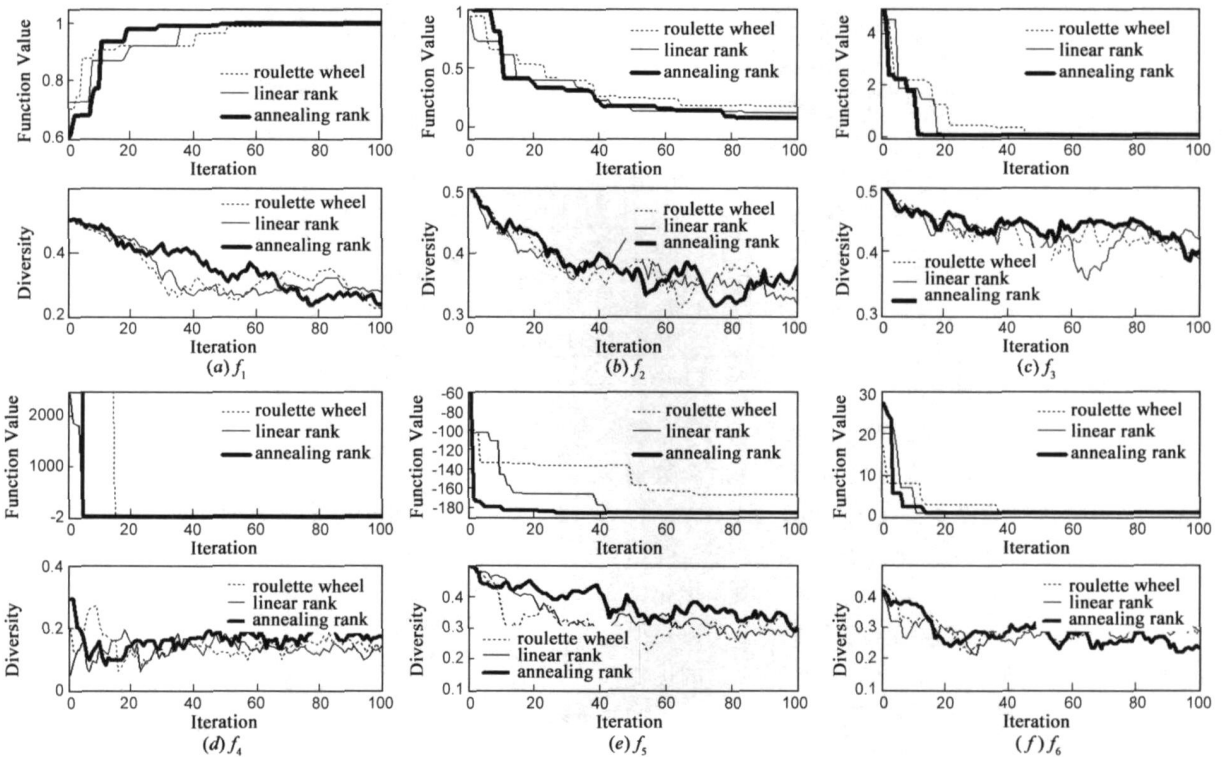 Function Value
1.0
0.8
0.6
roulette wheel
linear rank
annealing rank
0 20 40 60 80 100
Iteration
Diversity
0.4
0.2
roulette wheel
linear rank
annealing rank
0 20 40 60 80 100
Iteration
(a) f1
Function Value
1
0.5
0
roulette wheel
linear rank
annealing rank
0 20 40 60 80 100
Iteration
Diversity
0.5
0.4
0.3
roulette wheel
linear rank
annealing rank
0 20 40 60 80 100
Iteration
(b) f2
Function Value
4
2
0
roulette wheel
linear rank
annealing rank
0 20 40 60 80 100
Iteration
Diversity
0.5
0.4
0.3
roulette wheel
linear rank
annealing rank
0 20 40 60 80 100
Iteration
(c) f3
Function Value
2000
1000
-2
roulette wheel
linear rank
annealing rank
0 20 40 60 80 100
Iteration
Diversity
0.4
0.2
0
roulette wheel
linear rank
annealing rank
0 20 40 60 80 100
Iteration
(d) f4
Function Value
-60
-80
-100
-120
-140
-160
-180
roulette wheel
linear rank
annealing rank
0 20 40 60 80 100
Iteration
Diversity
0.5
0.4
0.3
0.2
0.1
roulette wheel
linear rank
annealing rank
0 20 40 60 80 100
Iteration
(e) f5
Function Value
30
20
10
0
roulette wheel
linear rank
annealing rank
0 20 40 60 80 100
Iteration
Diversity
0.4
0.3
0.2
0.1
roulette wheel
linear rank
annealing rank
0 20 40 60 80 100
Iteration
(f) f6